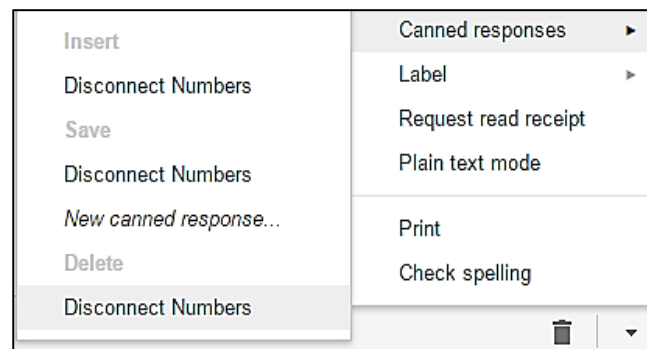 Insert
Disconnect Numbers
Save
Disconnect Numbers
New canned response...
Delete
Disconnect Numbers
Canned responses
Label
Request read receipt
Plain text mode
Print
Check spelling